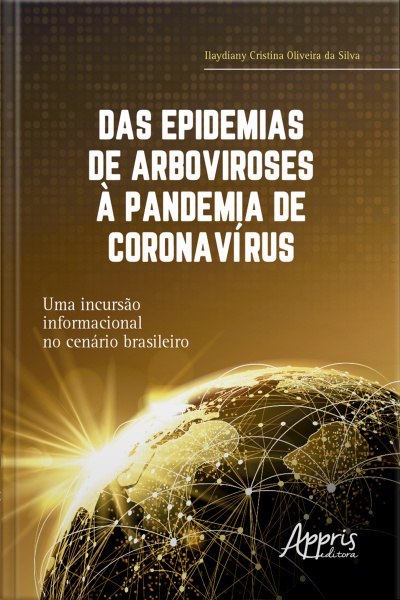 Ilaydiany Cristina Oliveira da Silva
DAS EPIDEMIAS
DE ARBOVIROSES
À PANDEMIA DE
CORONAVÍRUS
Uma incursão
informacional
no cenário brasileiro
Appris
editora